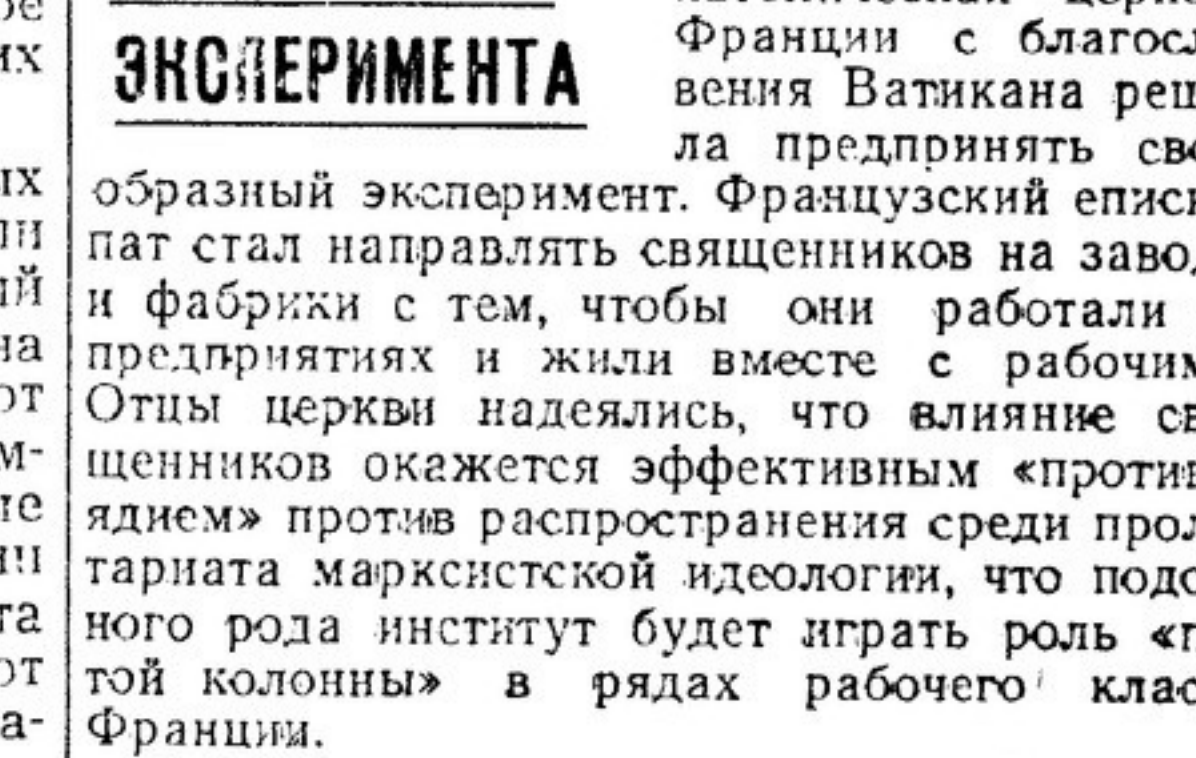 ЭКСПЕРИМЕНТА
Франции с благосл
вения Ватикана реш
ла предпринять сво
образный эксперимент. Французский еписк
пат стал направлять священников на заво
и фабрики с тем, чтобы они работали
предприятиях и жили вместе с рабочим
Отцы церкви надеялись, что влияние св
щенников окажется эффективным «против
ядием» против распространения среди прол
тариата марксистской идеологии, что подо
ного рода институт будет играть роль «п
той колонны» в рядах рабочего клас
Франции.